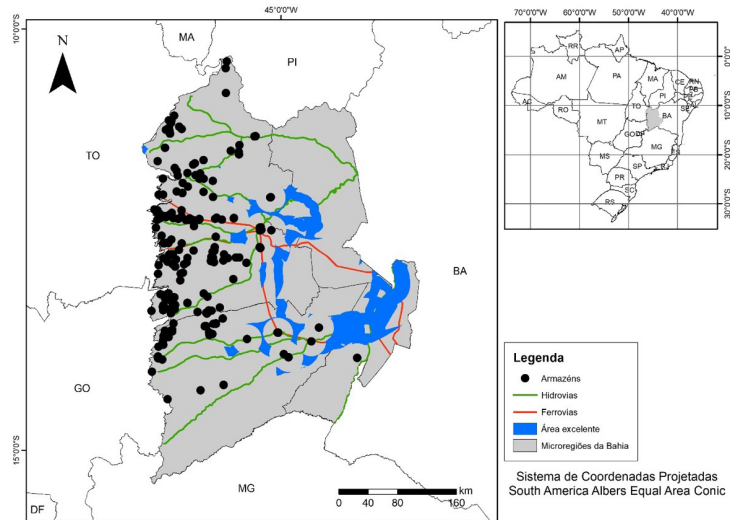 10°0'0"S
45°0'0"W
N
MA
PI
TO
BA
GO
15°0'0"S
MG
DF
km
0 40 80 160
70°0'0"W 60°0'0"W 50°0'0"W 40°0'0"W
0°0'0"
10°0'0"S
20°0'0"S
30°0'0"S
RR
AP
AM
PA
MA
CE
RN
PB
PI
AC
TO
SE
RO
BA
MT
GO
DF
MG
ES
MS
SP
RJ
PR
SC
RS
Legenda
Armazéns
Hidrovias
Ferrovias
Área excelente
Microregiões da Bahia
Sistema de Coordenadas Projetadas
South America Albers Equal Area Conic